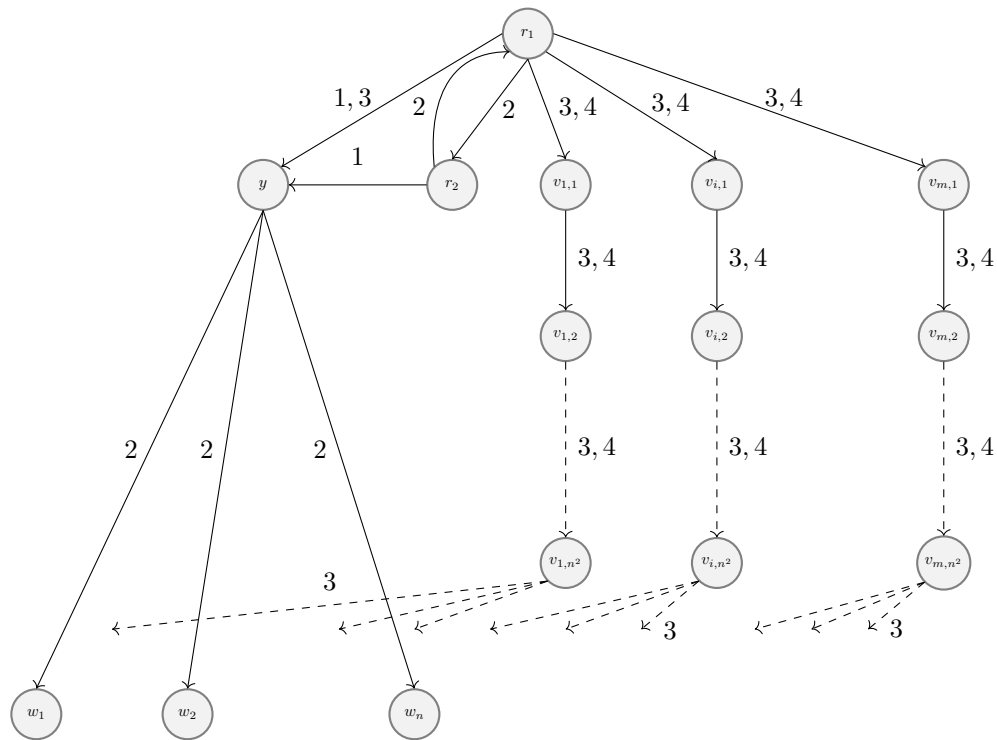 r₁
1, 3
2
2
3, 4
3, 4
3, 4
1
y
r₂
v₁,₁
vᵢ,₁
vₘ,₁
3, 4
3, 4
3, 4
v₁,₂
vᵢ,₂
vₘ,₂
2
2
2
3, 4
3, 4
3, 4
v₁,ₙ²
vᵢ,ₙ²
vₘ,ₙ²
3
3
3
w₁
w₂
wₙ